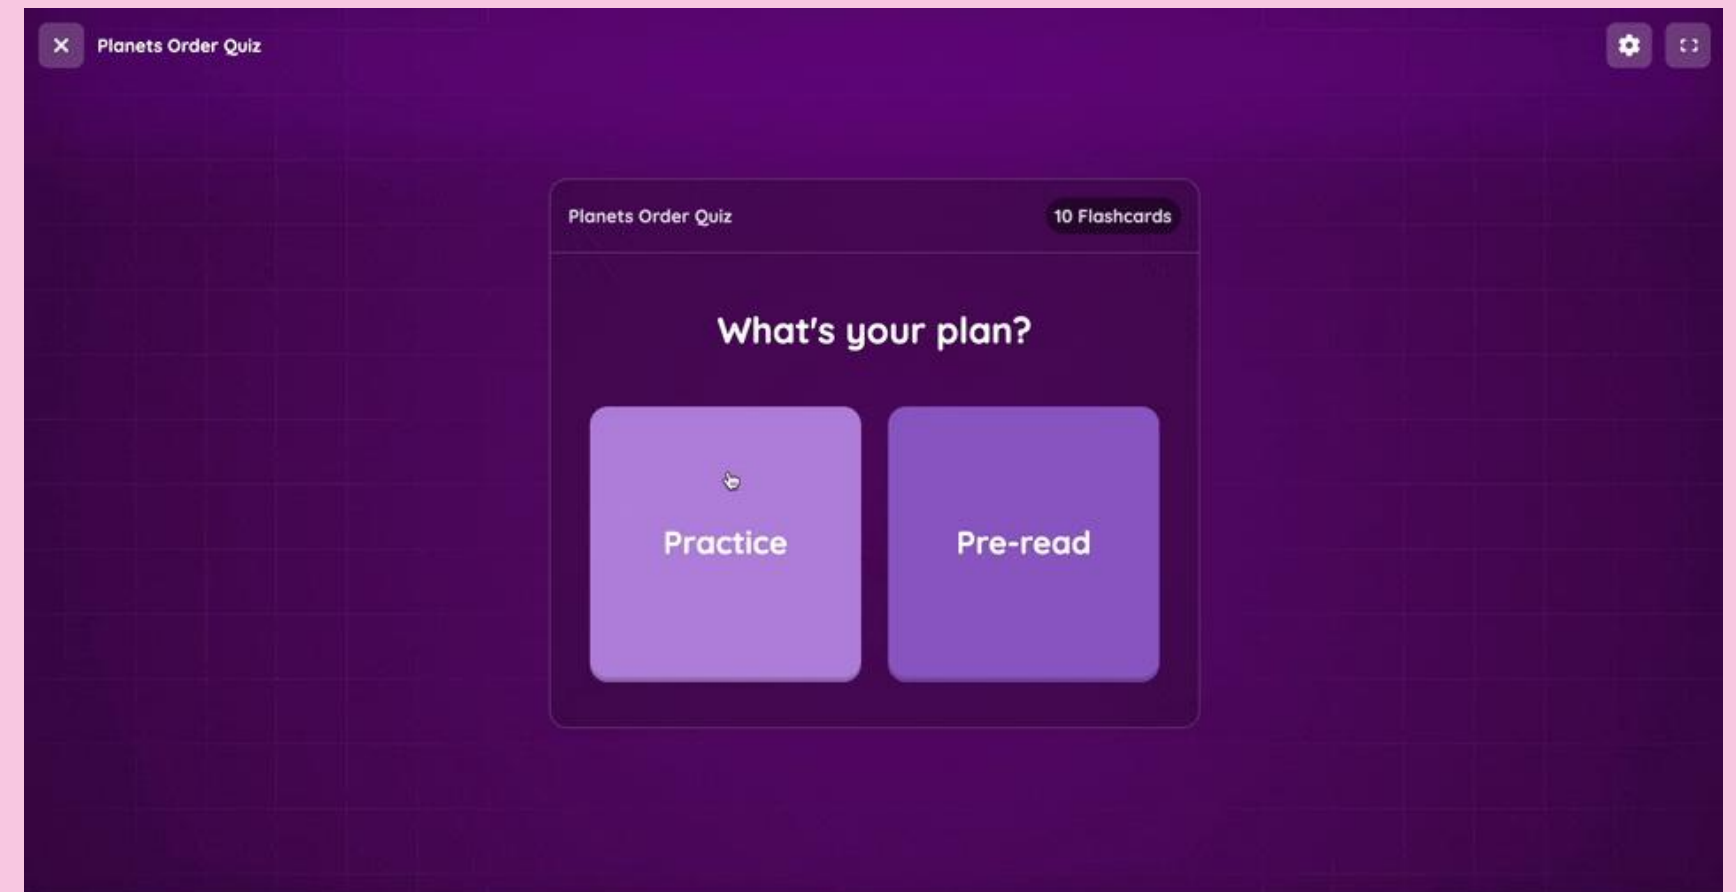 Planets Order Quiz
Planets Order Quiz
10 Flashcards
What's your plan?
Practice
Pre-read